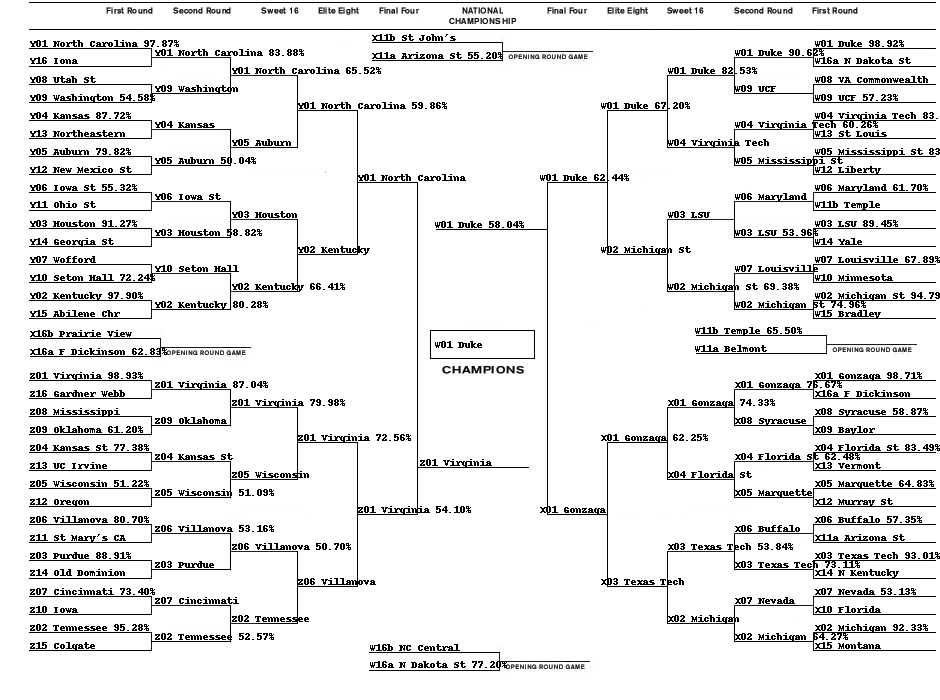 First Round
Second Round
Sweet 16
Elite Eight
Final Four
NATIONAL
CHAMPIONSHIP
Final Four
Elite Eight
Sweet 16
Second Round
First Round
Y01 North Carolina 97.87%
Y16 Iona
Y08 Utah St
Y09 Washington 54.58%
Y04 Kansas 87.72%
Y13 Northeastern
Y05 Auburn 79.82%
Y12 New Mexico St
Y06 Iowa St 55.32%
Y11 Ohio St
Y03 Houston 91.27%
Y14 Georgia St
Y07 Wofford
Y10 Seton Hall 72.24%
Y02 Kentucky 97.90%
Y15 Abilene Chr
Y01 North Carolina 83.88%
Y09 Washington
Y04 Kansas
Y05 Auburn 50.04%
Y06 Iowa St
Y03 Houston 58.82%
Y10 Seton Hall
Y02 Kentucky 80.28%
Y01 North Carolina 65.52%
Y05 Auburn
Y03 Houston
Y02 Kentucky 66.41%
Y01 North Carolina 59.86%
Y02 Kentucky
Y01 North Carolina
X16b Prairie View
X16a F Dickinson 62.83%
OPENING ROUND GAME
Z01 Virginia 98.93%
Z16 Gardner Webb
Z08 Mississippi
Z09 Oklahoma 61.20%
Z04 Kansas St 77.38%
Z13 UC Irvine
Z05 Wisconsin 51.22%
Z12 Oregon
Z06 Villanova 80.70%
Z11 St Mary's CA
Z03 Purdue 88.91%
Z14 Old Dominion
Z07 Cincinnati 73.40%
Z10 Iowa
Z02 Tennessee 95.28%
Z15 Colgate
Z01 Virginia 87.04%
Z09 Oklahoma
Z04 Kansas St
Z05 Wisconsin 51.09%
Z06 Villanova 53.16%
Z03 Purdue
Z07 Cincinnati
Z02 Tennessee 52.57%
Z01 Virginia 79.98%
Z05 Wisconsin
Z06 Villanova 50.70%
Z02 Tennessee
Z01 Virginia 72.56%
Z06 Villanova
Z01 Virginia 54.10%
X11b St John's
X11a Arizona St 55.20%
OPENING ROUND GAME
W01 Duke 58.04%
W01 Duke
CHAMPIONS
Z01 Virginia
W16b NC Central
W16a N Dakota St 77.20%
OPENING ROUND GAME
W01 Duke 62.44%
X01 Gonzaga
W01 Duke 67.20%
W02 Michigan St
W01 Duke 82.53%
W04 Virginia Tech
W03 LSU
W02 Michigan St 69.38%
W01 Duke 90.62%
W09 UCF
W04 Virginia Tech 60.26%
W05 Mississippi St
W06 Maryland
W03 LSU 53.96%
W07 Louisville
W02 Michigan St 74.96%
W01 Duke 98.92%
W16a N Dakota St
W08 VA Commonwealth
W09 UCF 57.23%
W04 Virginia Tech 83.
W13 St Louis
W05 Mississippi St 83
W12 Liberty
W06 Maryland 61.70%
W11b Temple
W03 LSU 89.45%
W14 Yale
W07 Louisville 67.89%
W10 Minnesota
W02 Michigan St 94.79
W15 Bradley
W11b Temple 65.50%
W11a Belmont
OPENING ROUND GAME
X01 Gonzaga 62.25%
X03 Texas Tech
X01 Gonzaga 74.33%
X04 Florida St
X03 Texas Tech 53.84%
X02 Michigan
X01 Gonzaga 76.67%
X08 Syracuse
X04 Florida St 62.48%
X05 Marquette
X06 Buffalo
X03 Texas Tech 73.11%
X07 Nevada
X02 Michigan 64.27%
X01 Gonzaga 98.71%
X16a F Dickinson
X08 Syracuse 58.87%
X09 Baylor
X04 Florida St 83.49%
X13 Vermont
X05 Marquette 64.83%
X12 Murray St
X06 Buffalo 57.35%
X11a Arizona St
X03 Texas Tech 93.01%
X14 N Kentucky
X07 Nevada 53.13%
X10 Florida
X02 Michigan 92.33%
X15 Montana